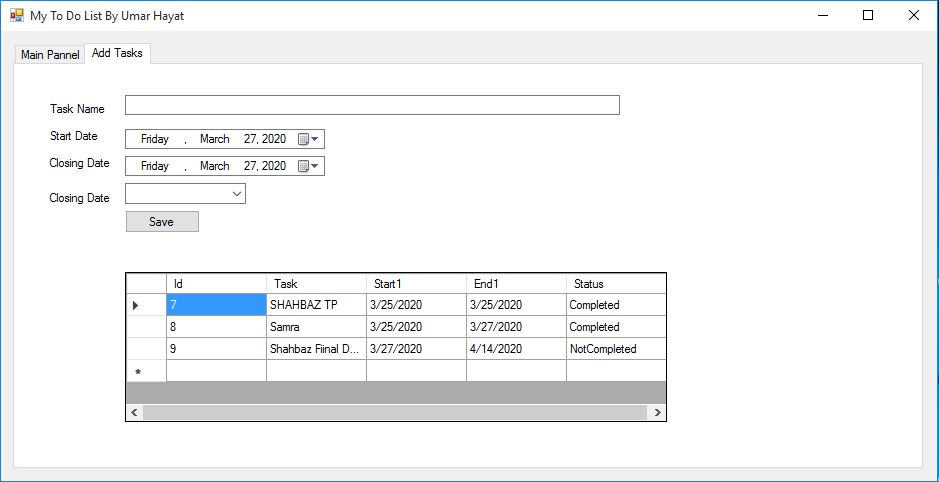 My To Do List By Umar Hayat
Main Pannel Add Tasks
Task Name
Start Date Friday , March 27, 2020
Closing Date Friday , March 27, 2020
Closing Date
Save
Id Task Start1 End1 Status
7 SHAHBAZ TP 3/25/2020 3/25/2020 Completed
8 Samra 3/25/2020 3/27/2020 Completed
9 Shahbaz Fiinal D... 3/27/2020 4/14/2020 NotCompleted